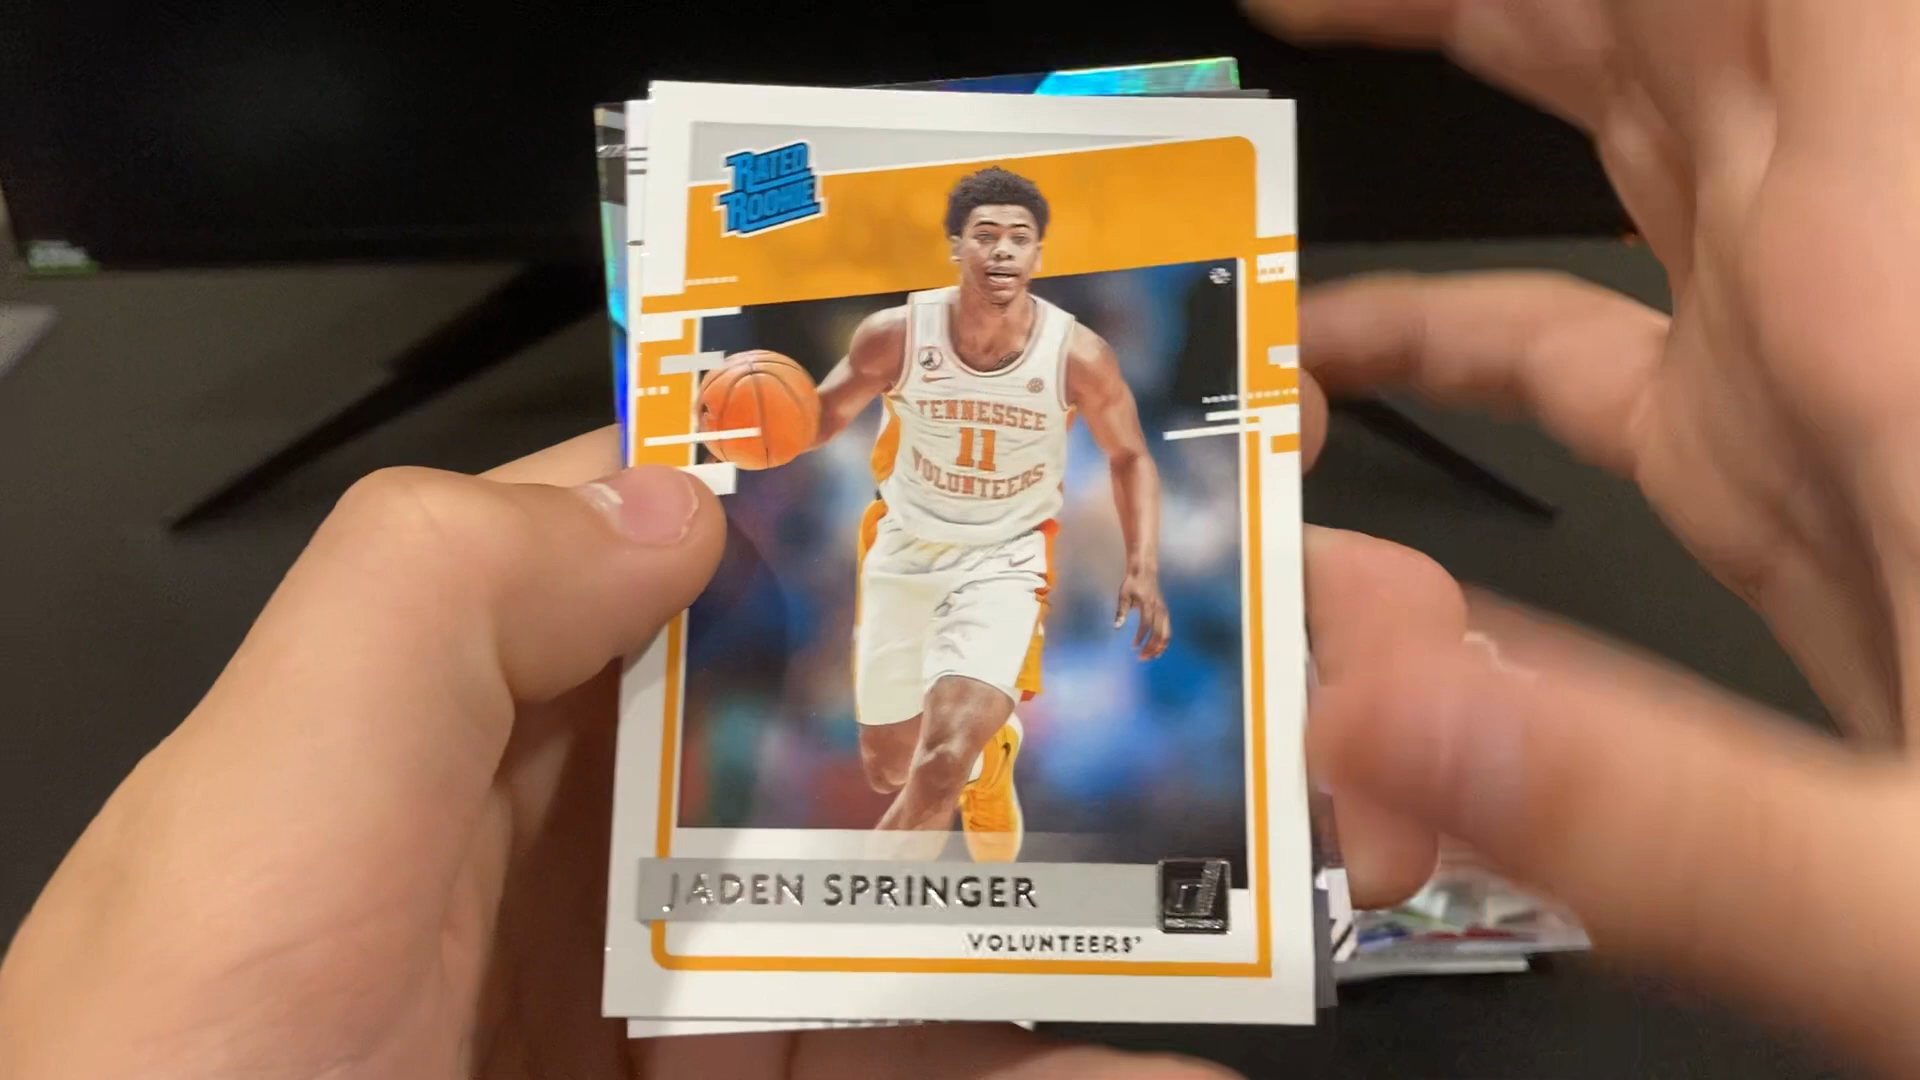 RATED
ROOKIE
TENNESSEE
11
VOLUNTEERS
JADEN SPRINGER
VOLUNTEERS®